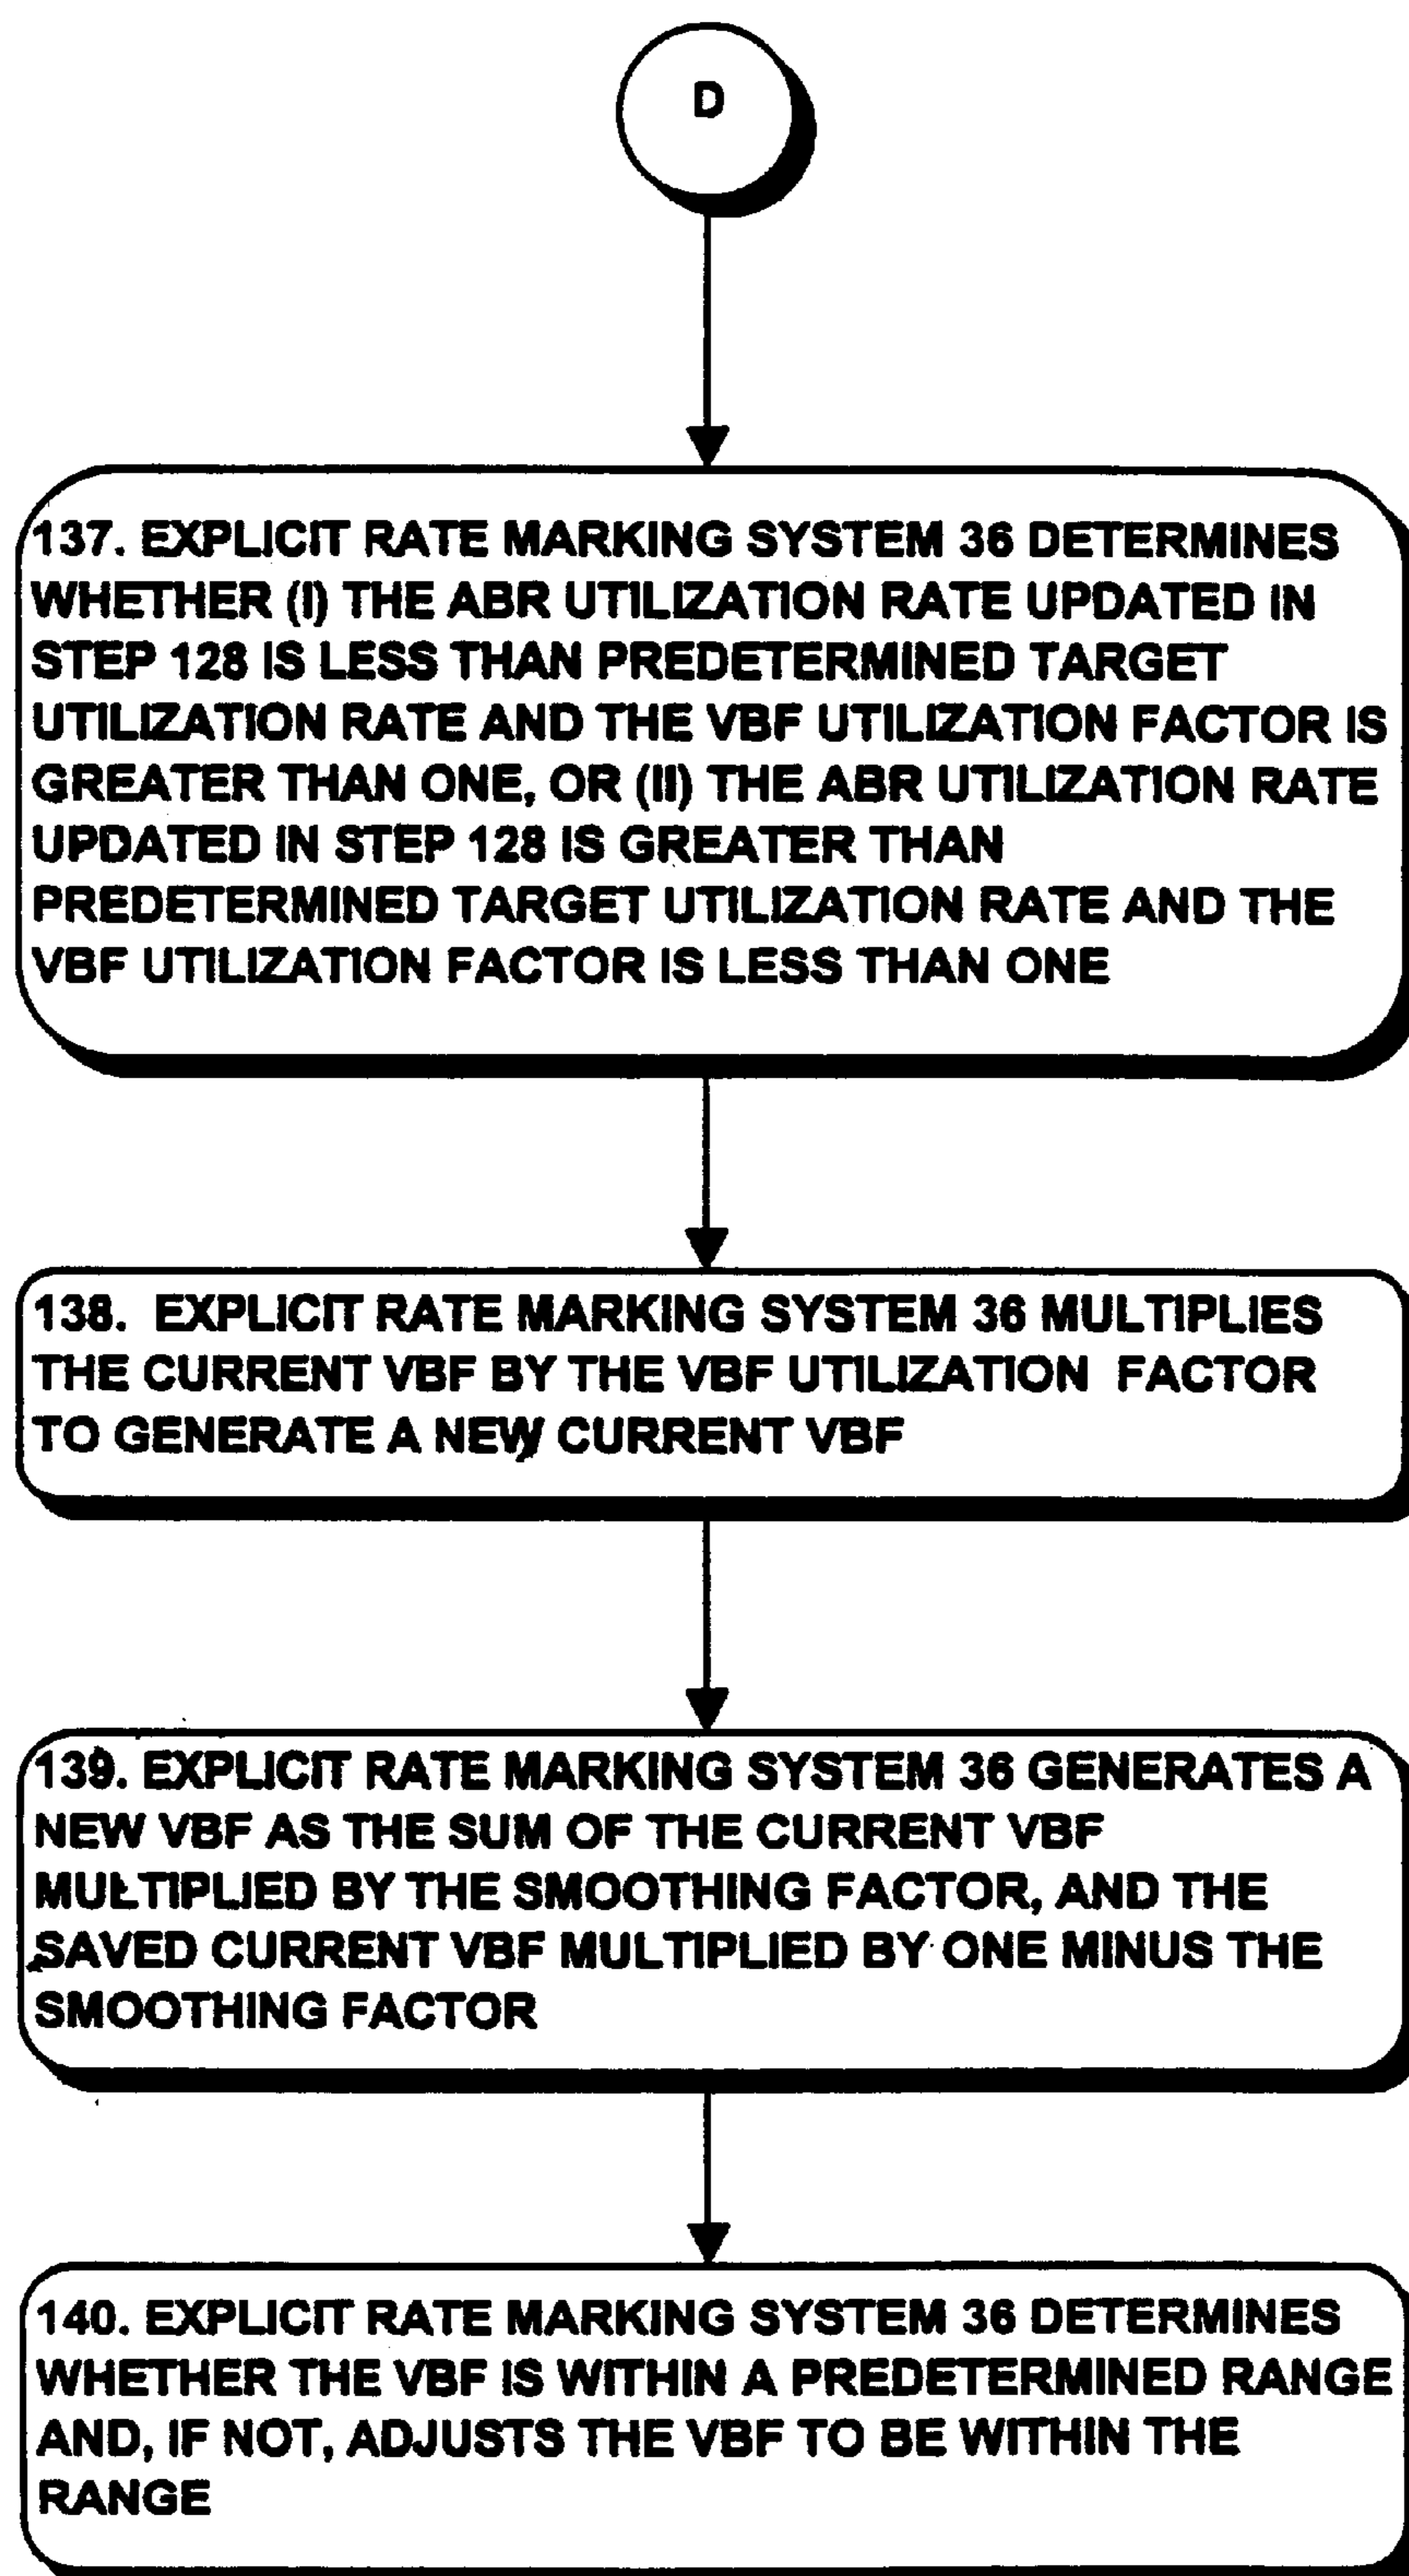 D
137. EXPLICIT RATE MARKING SYSTEM 36 DETERMINES
WHETHER (I) THE ABR UTILIZATION RATE UPDATED IN
STEP 128 IS LESS THAN PREDETERMINED TARGET
UTILIZATION RATE AND THE VBF UTILIZATION FACTOR IS
GREATER THAN ONE, OR (II) THE ABR UTILIZATION RATE
UPDATED IN STEP 128 IS GREATER THAN
PREDETERMINED TARGET UTILIZATION RATE AND THE
VBF UTILIZATION FACTOR IS LESS THAN ONE
138. EXPLICIT RATE MARKING SYSTEM 36 MULTIPLIES
THE CURRENT VBF BY THE VBF UTILIZATION FACTOR
TO GENERATE A NEW CURRENT VBF
139. EXPLICIT RATE MARKING SYSTEM 36 GENERATES A
NEW VBF AS THE SUM OF THE CURRENT VBF
MULTIPLIED BY THE SMOOTHING FACTOR, AND THE
SAVED CURRENT VBF MULTIPLIED BY ONE MINUS THE
SMOOTHING FACTOR
140. EXPLICIT RATE MARKING SYSTEM 36 DETERMINES
WHETHER THE VBF IS WITHIN A PREDETERMINED RANGE
AND, IF NOT, ADJUSTS THE VBF TO BE WITHIN THE
RANGE